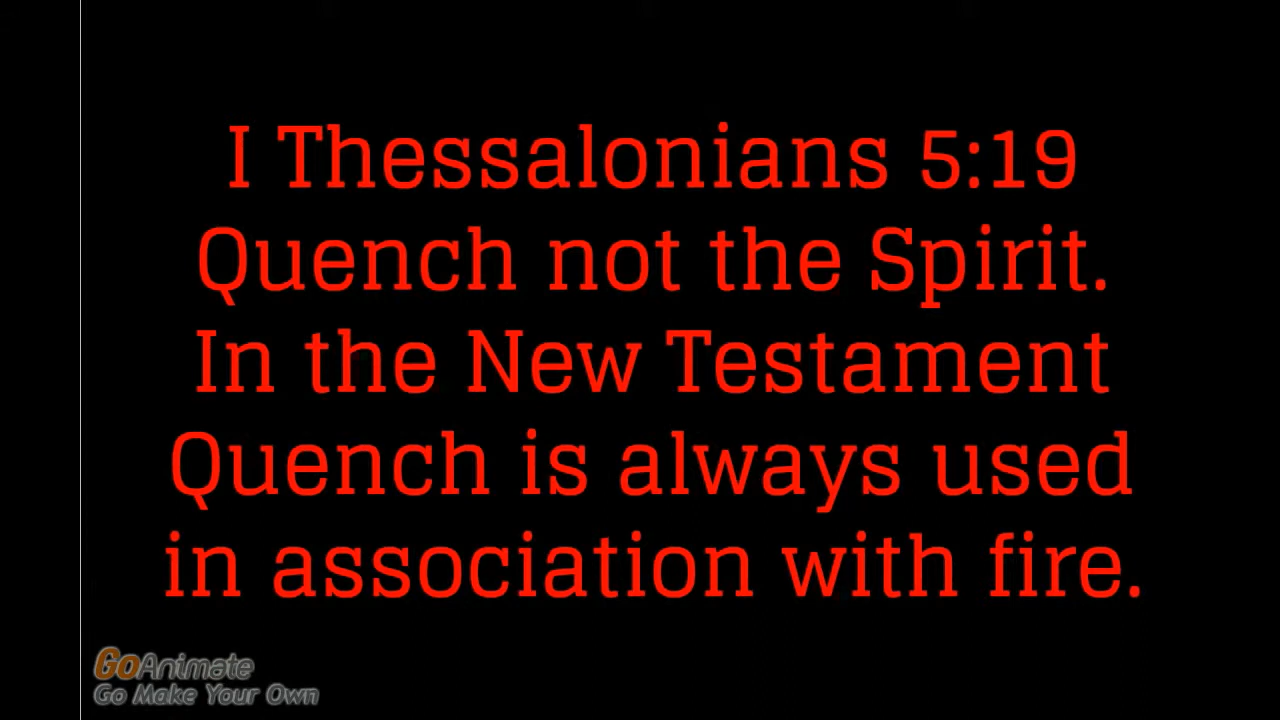 I Thessalonians 5:19
Quench not the Spirit.
In the New Testament
Quench is always used
in association with fire.
GoAnimate
Go Make Your Own